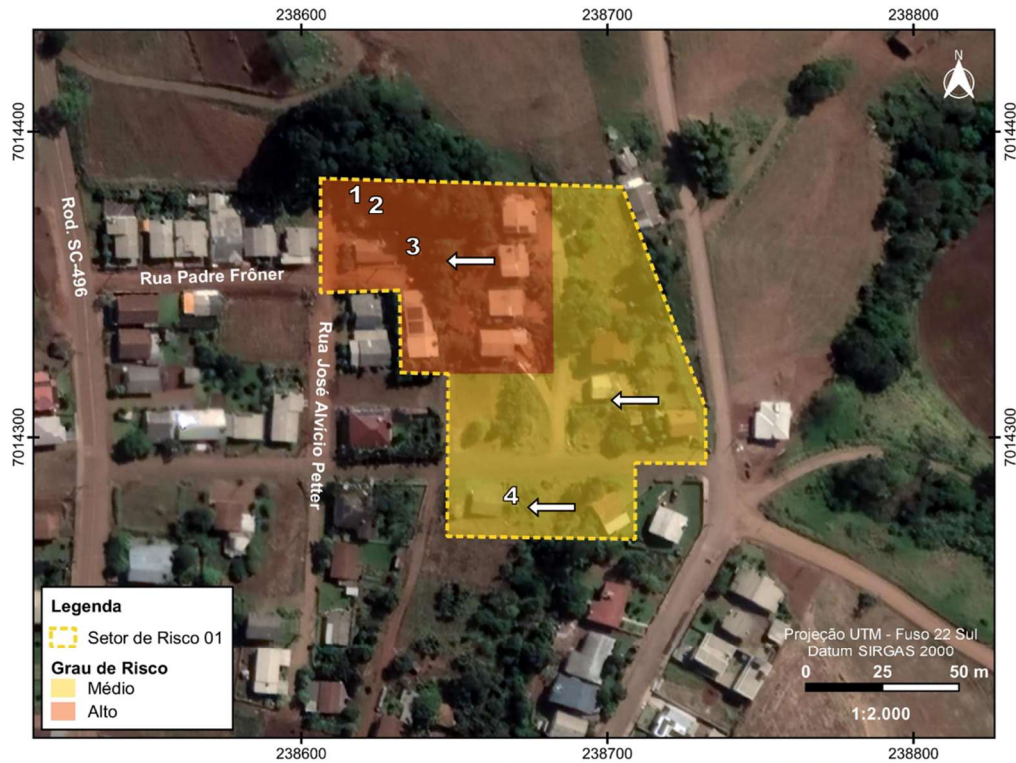 238600
238700
238800
N
7014400
7014400
1
2
3
Rod. SC-496
Rua Padre Frôner
Rua José Alvício Petter
7014300
7014300
4
Legenda
Setor de Risco 01
Grau de Risco
Médio
Alto
Projeção UTM - Fuso 22 Sul
Datum SIRGAS 2000
0 25 50 m
1:2.000
238600
238700
238800